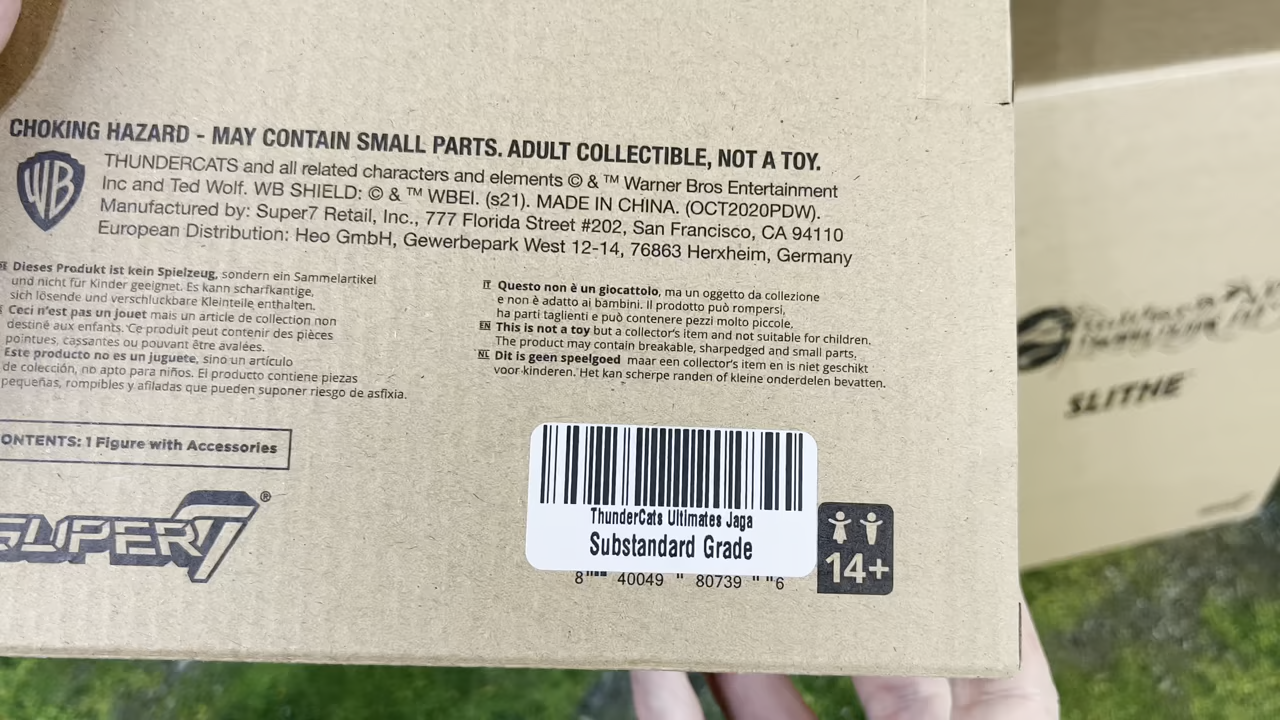 CHOKING HAZARD - MAY CONTAIN SMALL PARTS. ADULT COLLECTIBLE, NOT A TOY.
WB
THUNDERCATS and all related characters and elements © & ™ Warner Bros Entertainment
Inc and Ted Wolf. WB SHIELD: © & ™ WBEI. (s21). MADE IN CHINA. (OCT2020PDW).
Manufactured by: Super7 Retail, Inc., 777 Florida Street #202, San Francisco, CA 94110
European Distribution: Heo GmbH, Gewerbepark West 12-14, 76863 Herxheim, Germany
Dieses Produkt ist kein Spielzeug, sondern ein Sammelartikel
und nicht für Kinder geeignet. Es kann scharfkantige,
sich lösende und verschluckbare Kleinteile enthalten.
Ceci n'est pas un jouet mais un article de collection non
destiné aux enfants. Ce produit peut contenir des pièces
pointues, cassantes ou pouvant être avalées.
Este producto no es un juguete, sino un artículo
de colección, no apto para niños. El producto contiene piezas
pequeñas, rompibles y afiladas que pueden suponer riesgo de asfixia.
IT Questo non è un giocattolo, ma un oggetto da collezione
e non è adatto ai bambini. Il prodotto può rompersi,
ha parti taglienti e può contenere pezzi molto piccole.
EN This is not a toy but a collector's item and not suitable for children.
The product may contain breakable, sharpedged and small parts.
NL Dit is geen speelgoed maar een collector's item en is niet geschikt
voor kinderen. Het kan scherpe randen of kleine onderdelen bevatten.
ONTENTS: 1 Figure with Accessories
SUPER7®
ThunderCats Ultimates Jaga
Substandard Grade
8 40049 80739 6
14+
SLITHE